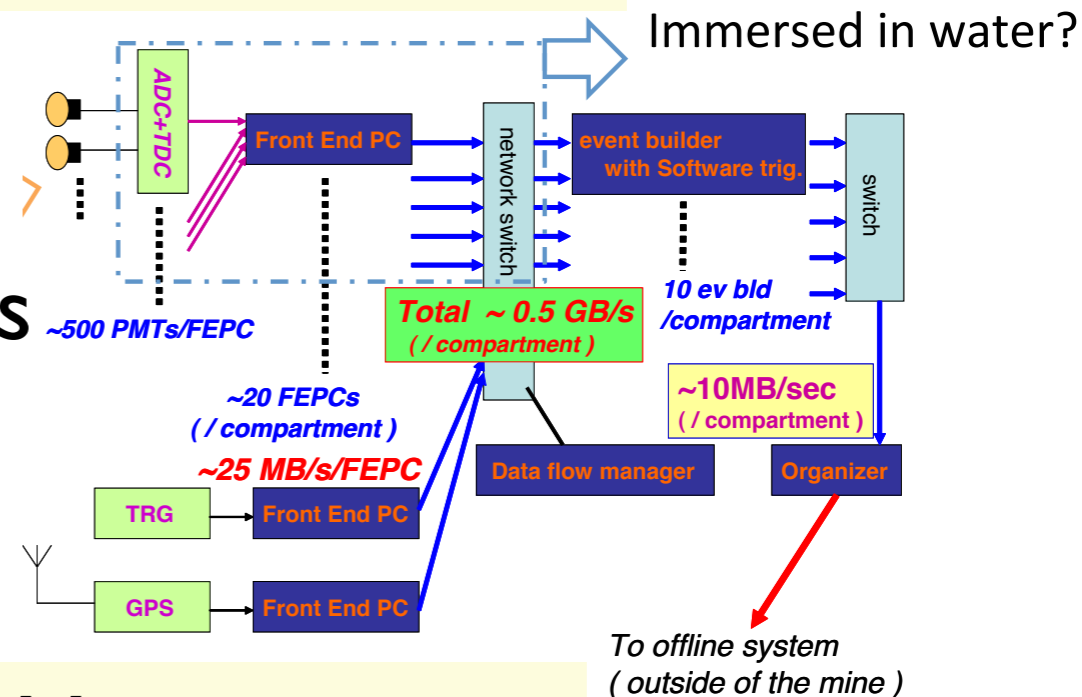 Immersed in water?
ADC+TDC
Front End PC
network switch
event builder
with Software trig.
switch
s
~500 PMTs/FEPC
Total ~ 0.5 GB/s
( / compartment )
10 ev bld
/compartment
~20 FEPCs
( / compartment )
~10MB/sec
( / compartment )
~25 MB/s/FEPC
Data flow manager
Organizer
TRG
Front End PC
GPS
Front End PC
To offline system
( outside of the mine )